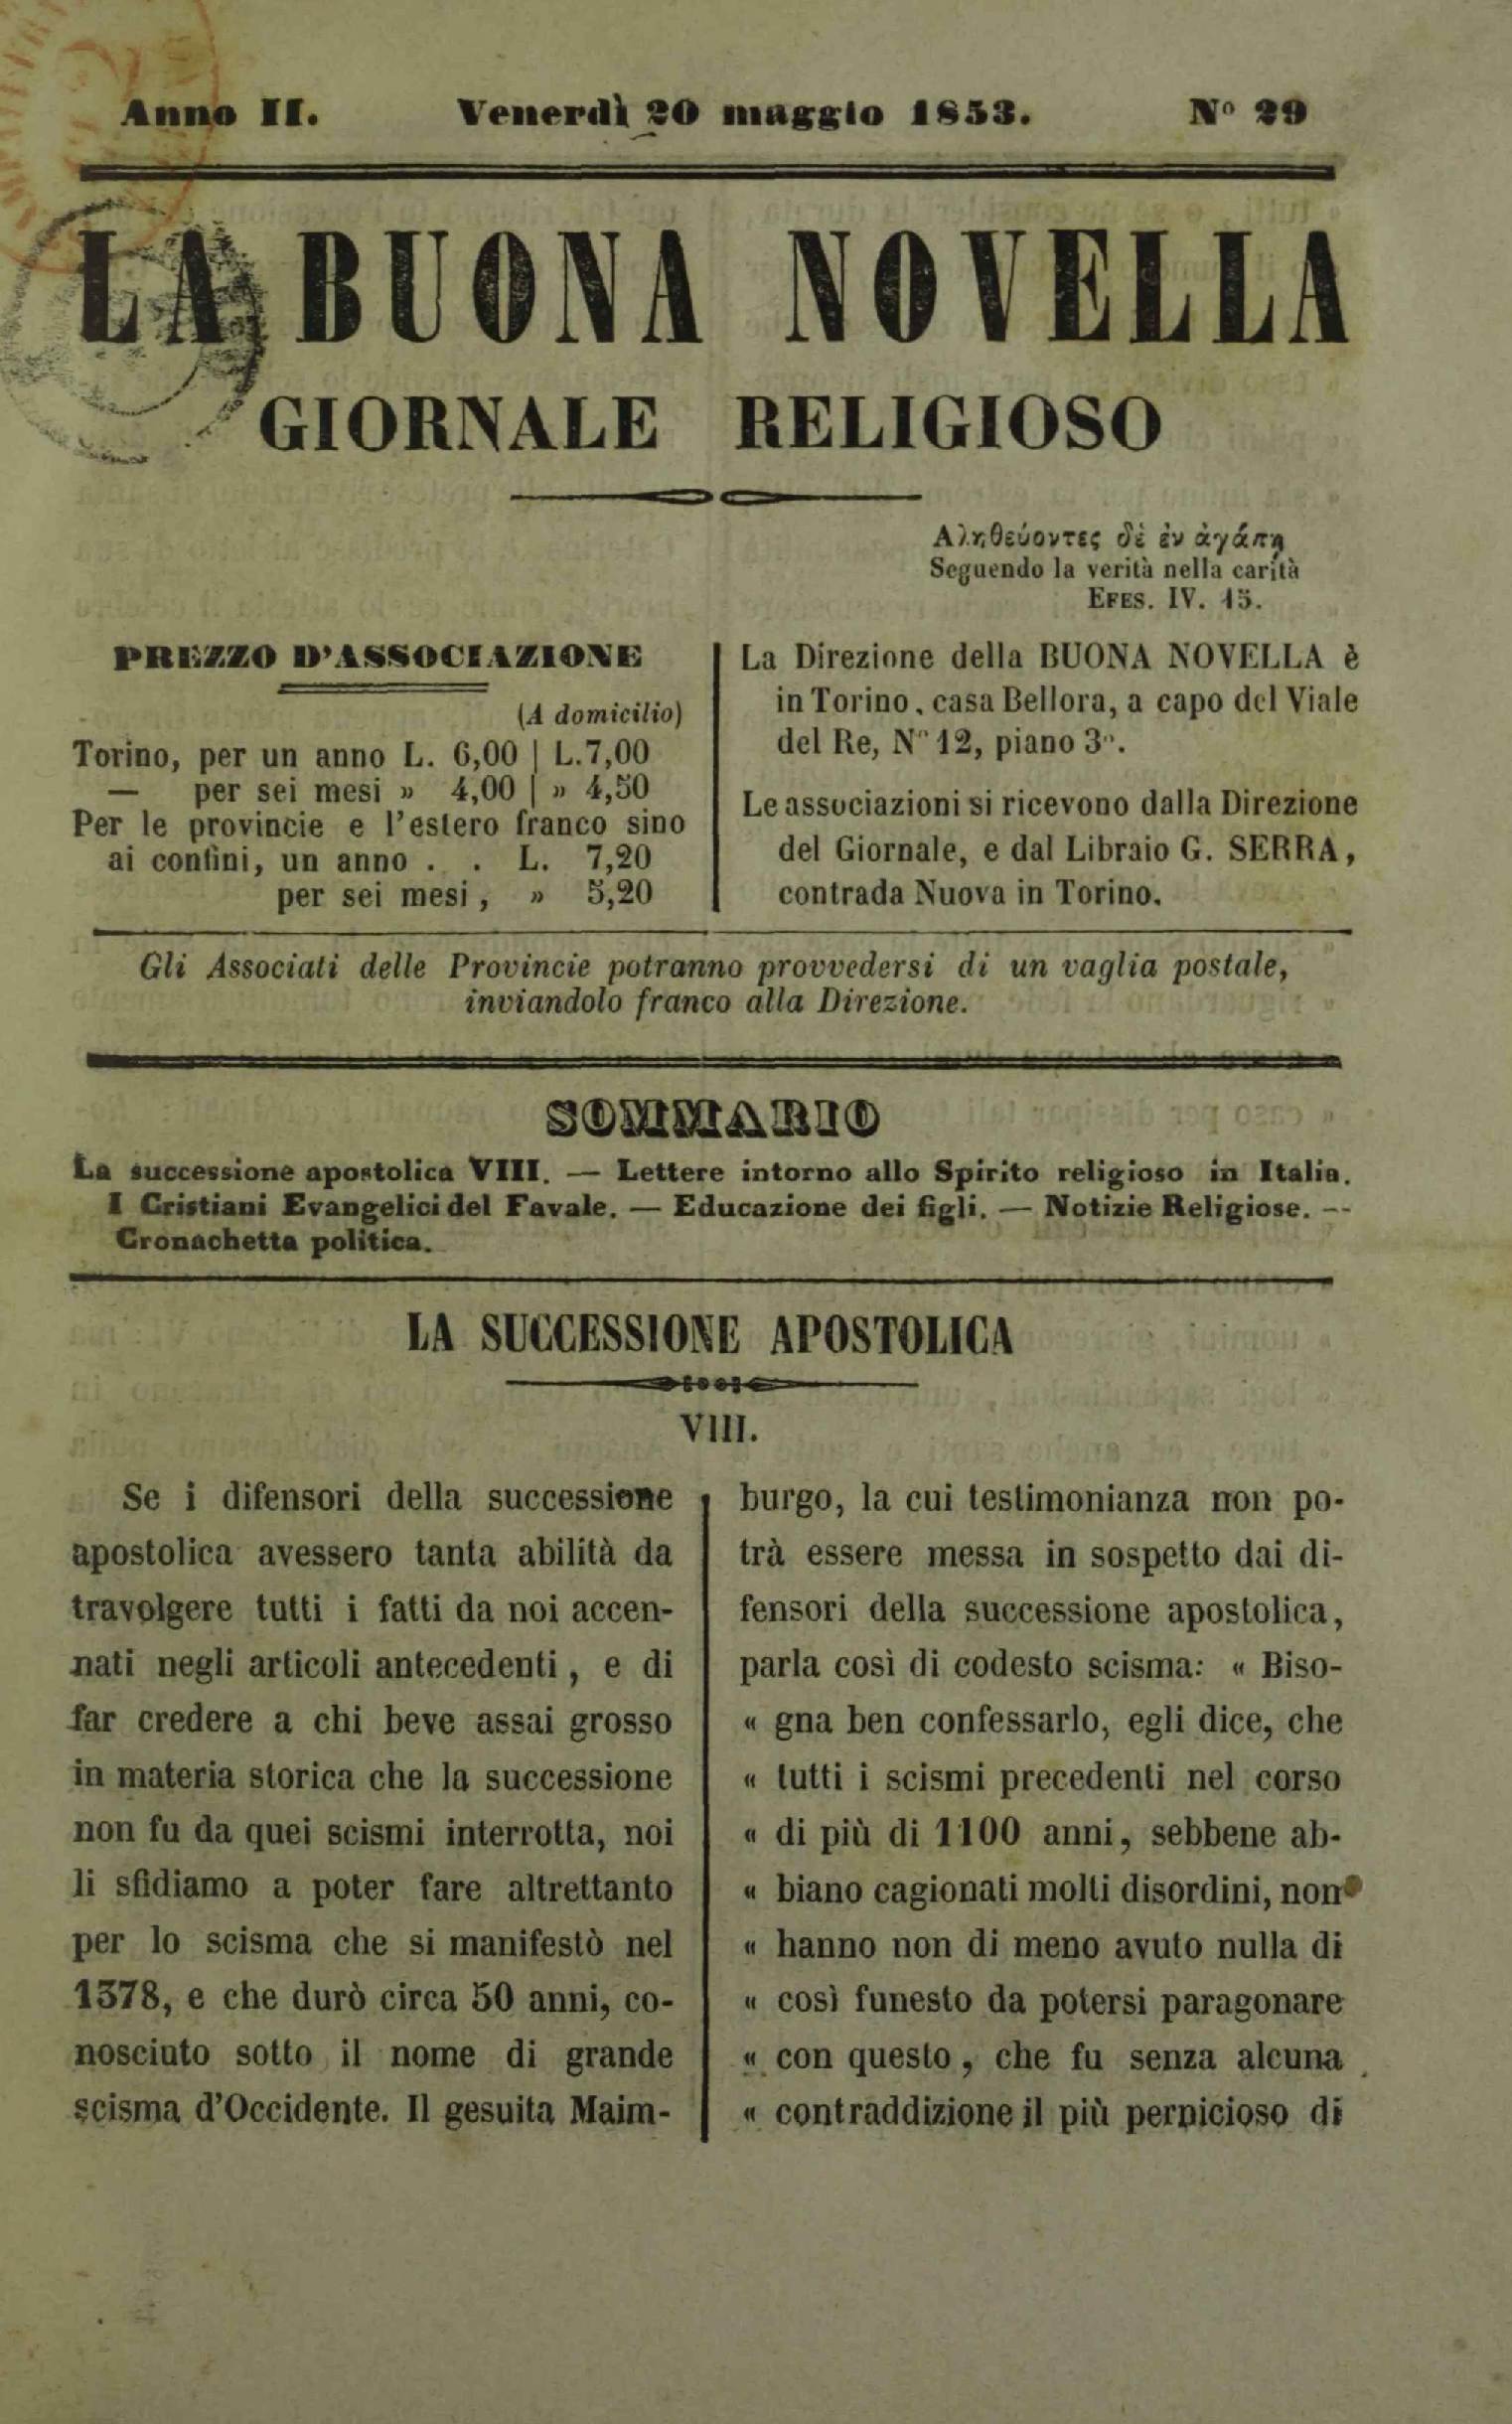 Anno II. Venerdì 20 maggio 1853. Nº 29
LA BUONA NOVELLA
GIORNALE RELIGIOSO
Αληθεύοντες δὲ ἐν ἀγάπῃ
Seguendo la verità nella carità
EFES. IV. 15.
PREZZO D'ASSOCIAZIONE
(A domicilio)
Torino, per un anno L. 6,00 | L.7,00
— per sei mesi » 4,00 | » 4,50
Per le provincie e l'estero franco sino
ai confini, un anno . . L. 7,20
per sei mesi, » 5,20
La Direzione della BUONA NOVELLA è
in Torino, casa Bellora, a capo del Viale
del Re, Nº 12, piano 3º.
Le associazioni si ricevono dalla Direzione
del Giornale, e dal Libraio G. SERRA,
contrada Nuova in Torino.
Gli Associati delle Provincie potranno provvedersi di un vaglia postale,
inviandolo franco alla Direzione.
SOMMARIO
La successione apostolica VIII. — Lettere intorno allo Spirito religioso in Italia.
I Cristiani Evangelici del Favale. — Educazione dei figli. — Notizie Religiose. --
Cronachetta politica.
LA SUCCESSIONE APOSTOLICA
VIII.
Se i difensori della successione
apostolica avessero tanta abilità da
travolgere tutti i fatti da noi accen-
nati negli articoli antecedenti, e di
far credere a chi beve assai grosso
in materia storica che la successione
non fu da quei scismi interrotta, noi
li sfidiamo a poter fare altrettanto
per lo scisma che si manifestò nel
1378, e che durò circa 50 anni, co-
nosciuto sotto il nome di grande
scisma d'Occidente. Il gesuita Maim-
burgo, la cui testimonianza non po-
trà essere messa in sospetto dai di-
fensori della successione apostolica,
parla così di codesto scisma: « Biso-
« gna ben confessarlo, egli dice, che
« tutti i scismi precedenti nel corso
« di più di 1100 anni, sebbene ab-
« biano cagionati molti disordini, non
« hanno non di meno avuto nulla di
« così funesto da potersi paragonare
« con questo, che fu senza alcuna
« contraddizione il più pernicioso di